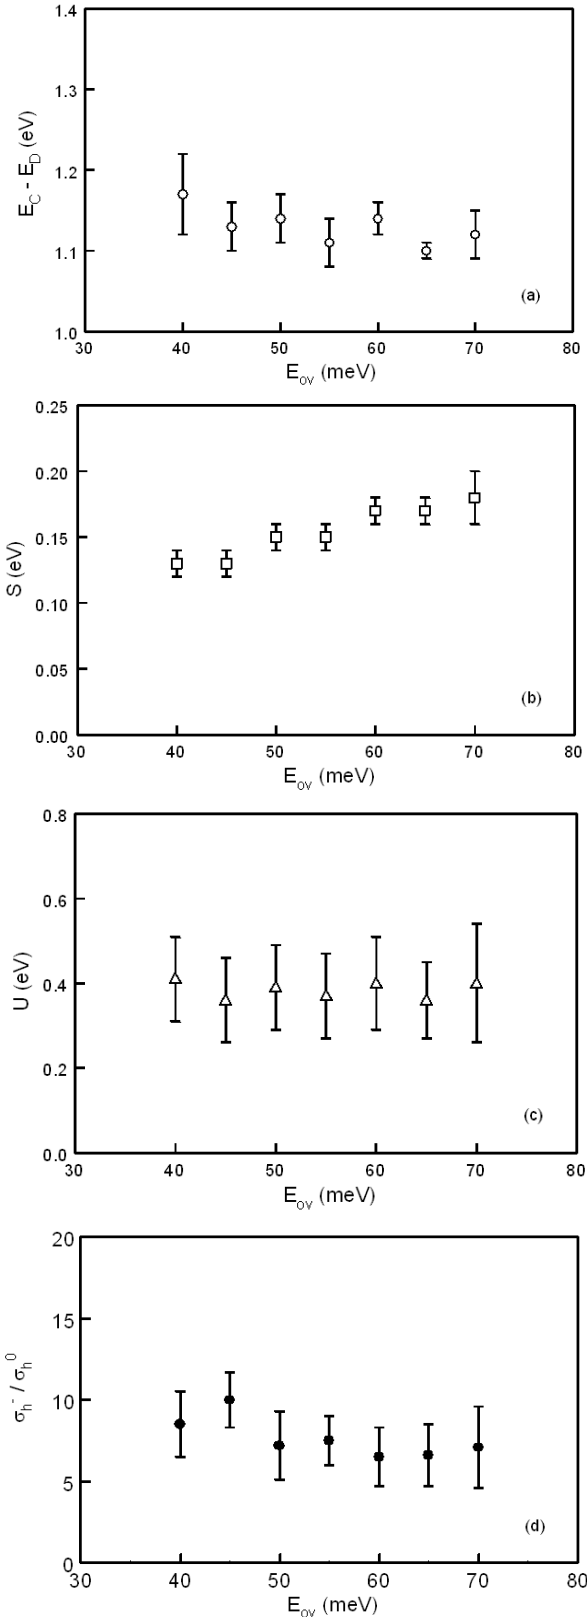 1.4
1.3
1.2
1.1
1.0
E_C - E_D (eV)
(a)
30 40 50 60 70 80
E_ov (meV)
0.25
0.20
0.15
0.10
0.05
0.00
S (eV)
(b)
30 40 50 60 70 80
E_ov (meV)
0.8
0.6
0.4
0.2
0.0
U (eV)
(c)
30 40 50 60 70 80
E_ov (meV)
20
15
10
5
0
σ_h^- / σ_h^0
(d)
30 40 50 60 70 80
E_ov (meV)